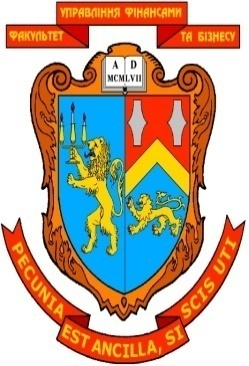 УПРАВЛІННЯ ФІНАНСАМИ
ФАКУЛЬТЕТ ТА БІЗНЕСУ
A D
MCMLVII
PECUNIA EST ANCILLA, SI SCIS UTI